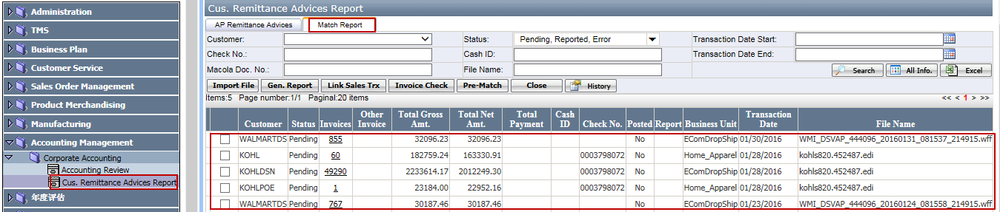 Administration
TMS
Business Plan
Customer Service
Sales Order Management
Product Merchandising
Manufacturing
Accounting Management
Corporate Accounting
Accounting Review
Cus. Remittance Advices Report
年度评估
Cus. Remittance Advices Report
AP Remittance Advices Match Report
Customer: Status: Pending, Reported, Error Transaction Date Start:
Check No.: Cash ID: Transaction Date End:
Macola Doc. No.: File Name:
Search All Info. Excel
Import File Gen. Report Link Sales Trx Invoice Check Pre-Match Close History
Items:5 Page number:1/1 Paginal:20 items << < 1 > >>
Customer Status Invoices Other Invoice Total Gross Amt. Total Net Amt. Total Payment Cash ID Check No. Posted Report Business Unit Transaction Date File Name
WALMARTDS Pending 855 32096.23 32096.23 No EComDropShip 01/30/2016 WMI_DSVAP_444096_20160131_081537_214915.wff
KOHL Pending 60 182759.24 163330.91 0003798072 No Home_Apparel 01/28/2016 kohls820.452487.edi
KOHLDSN Pending 49290 2233614.17 2012249.30 0003798072 No EComDropShip 01/28/2016 kohls820.452487.edi
KOHLPOE Pending 1 23184.00 22952.16 0003798072 No Home_Apparel 01/28/2016 kohls820.452487.edi
WALMARTDS Pending 767 30187.46 30187.46 No EComDropShip 01/23/2016 WMI_DSVAP_444096_20160124_081558_214915.wff